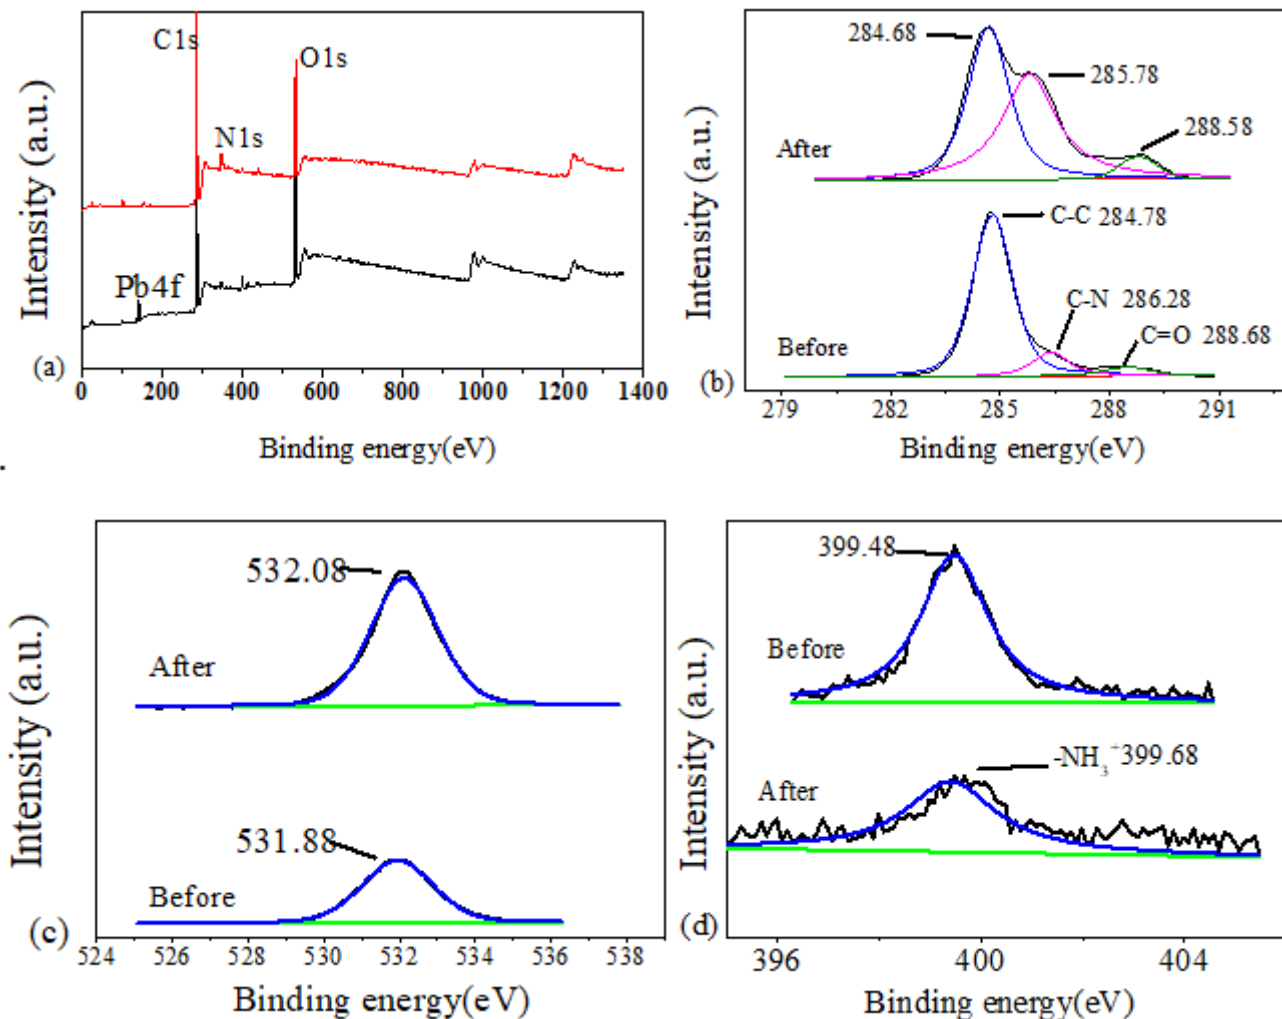 C1s
O1s
N1s
Pb4f
Intensity (a.u.)
(a)
0 200 400 600 800 1000 1200 1400
Binding energy(eV)
284.68
285.78
288.58
After
C-C 284.78
C-N 286.28
C=O 288.68
Before
Intensity (a.u.)
(b)
279 282 285 288 291
Binding energy(eV)
.
532.08
After
531.88
Before
Intensity (a.u.)
(c)
524 526 528 530 532 534 536 538
Binding energy(eV)
399.48
Before
-NH₃⁺399.68
After
Intensity (a.u.)
(d)
396 400 404
Binding energy(eV)